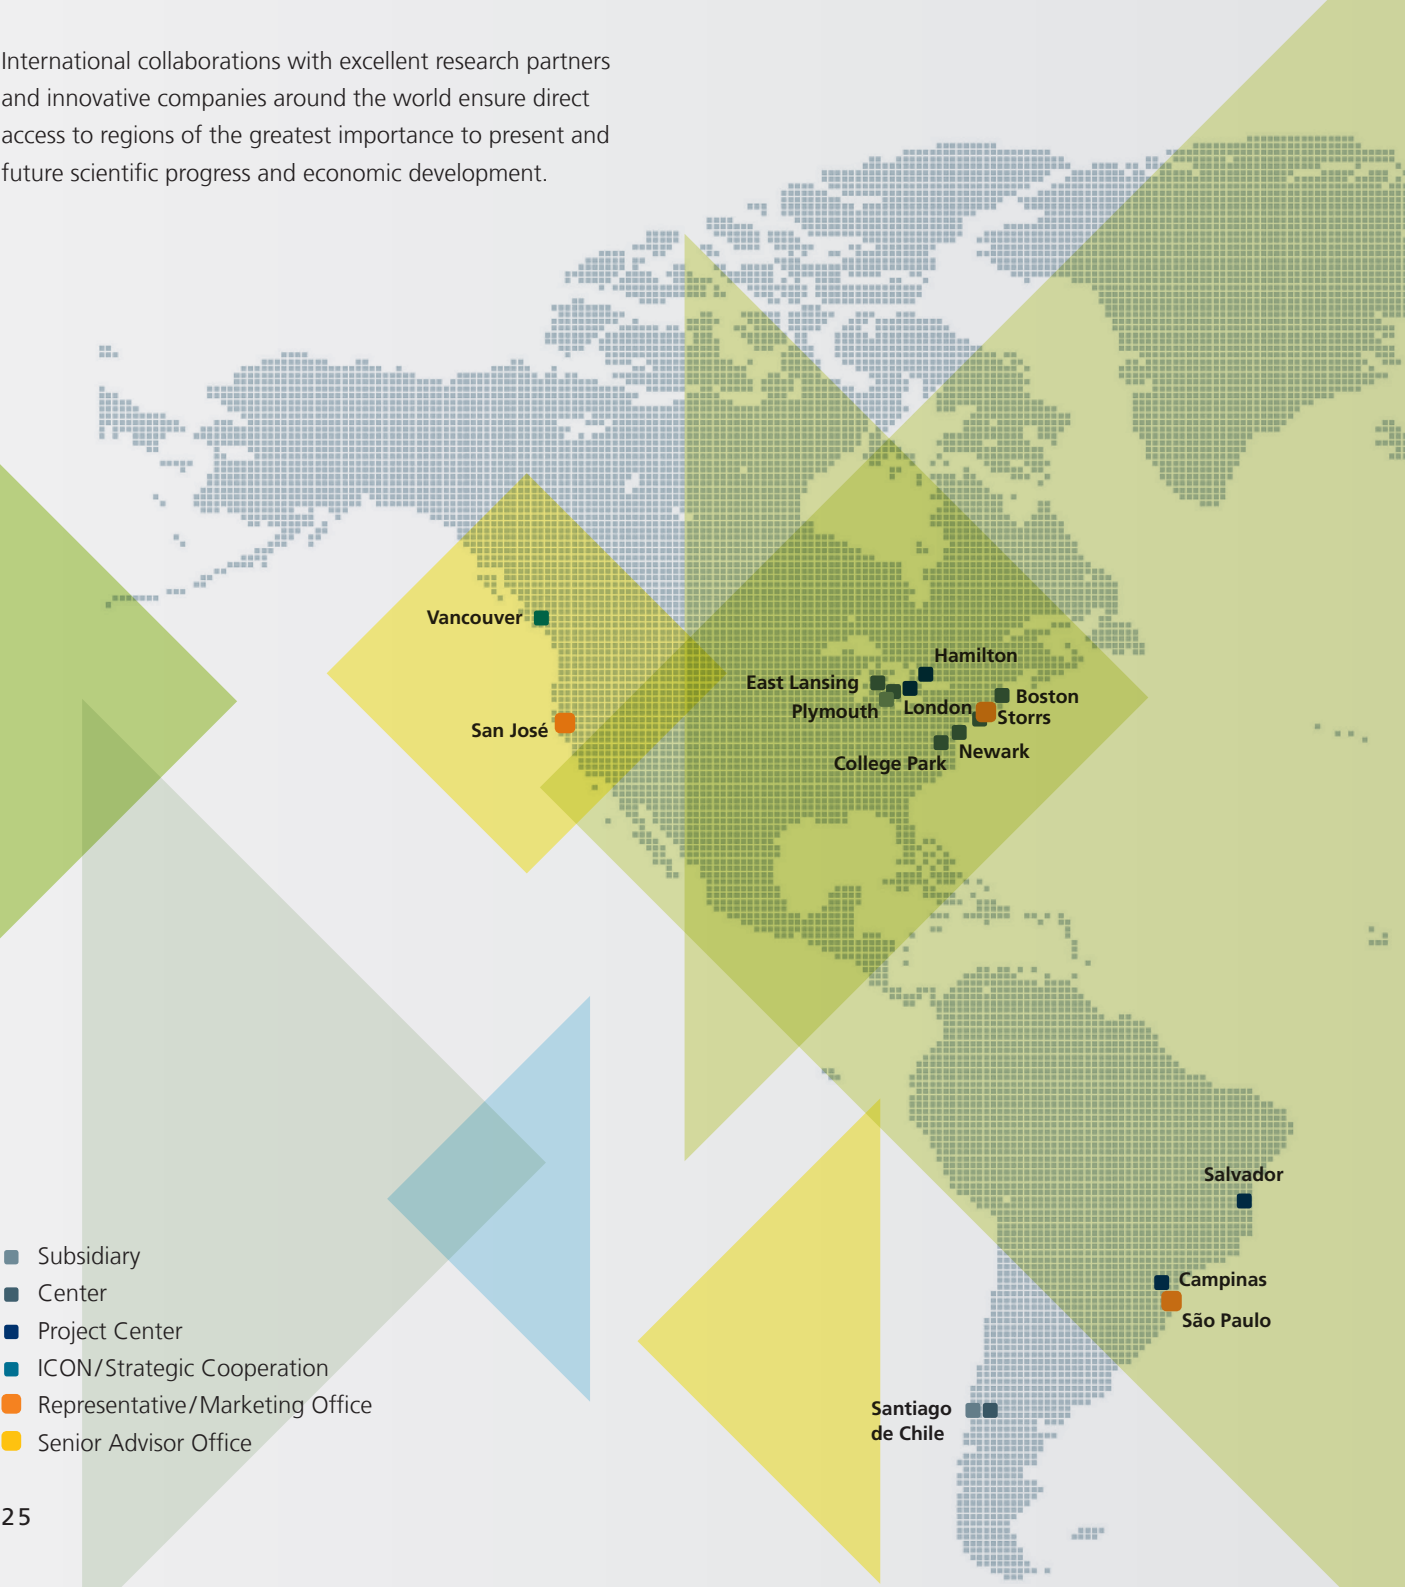 International collaborations with excellent research partners
and innovative companies around the world ensure direct
access to regions of the greatest importance to present and
future scientific progress and economic development.
Vancouver
San José
Hamilton
East Lansing
Plymouth
London
Boston
Storrs
Newark
College Park
Salvador
Campinas
São Paulo
Santiago
de Chile
Subsidiary
Center
Project Center
ICON/Strategic Cooperation
Representative/Marketing Office
Senior Advisor Office
25